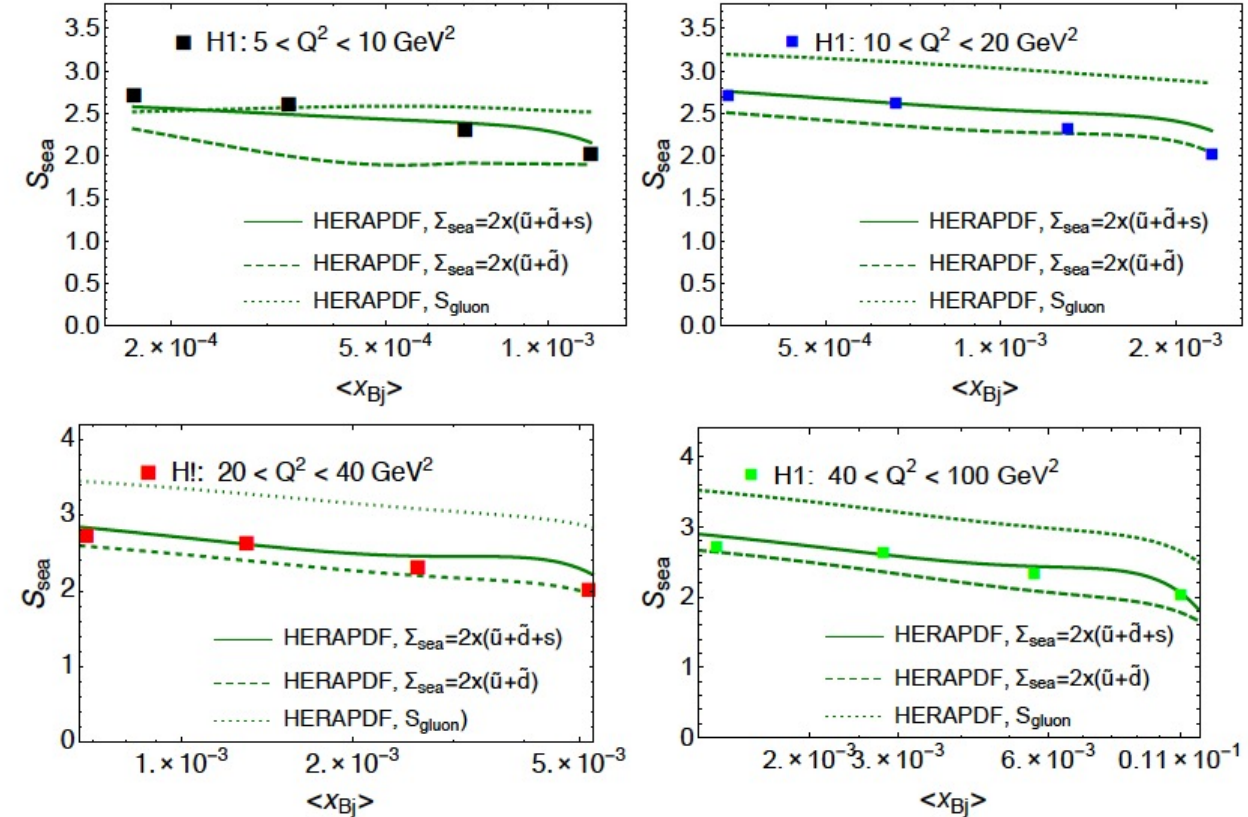 3.5
3.0
2.5
2.0
1.5
1.0
0.5
0.0
S_sea
H1: 5 < Q² < 10 GeV²
HERAPDF, Σ_sea=2x(ũ+d̃+s)
HERAPDF, Σ_sea=2x(ũ+d̃)
HERAPDF, S_gluon
2.×10⁻⁴ 5.×10⁻⁴ 1.×10⁻³
<x_Bj>
3.5
3.0
2.5
2.0
1.5
1.0
0.5
0.0
S_sea
H1: 10 < Q² < 20 GeV²
HERAPDF, Σ_sea=2x(ũ+d̃+s)
HERAPDF, Σ_sea=2x(ũ+d̃)
HERAPDF, S_gluon
5.×10⁻⁴ 1.×10⁻³ 2.×10⁻³
<x_Bj>
4
3
2
1
0
S_sea
H!: 20 < Q² < 40 GeV²
HERAPDF, Σ_sea=2x(ũ+d̃+s)
HERAPDF, Σ_sea=2x(ũ+d̃)
HERAPDF, S_gluon)
1.×10⁻³ 2.×10⁻³ 5.×10⁻³
<x_Bj>
4
3
2
1
0
S_sea
H1: 40 < Q² < 100 GeV²
HERAPDF, Σ_sea=2x(ũ+d̃+s)
HERAPDF, Σ_sea=2x(ũ+d̃)
HERAPDF, S_gluon
2.×10⁻³ 3.×10⁻³ 6.×10⁻³ 0.11×10⁻¹
<x_Bj>